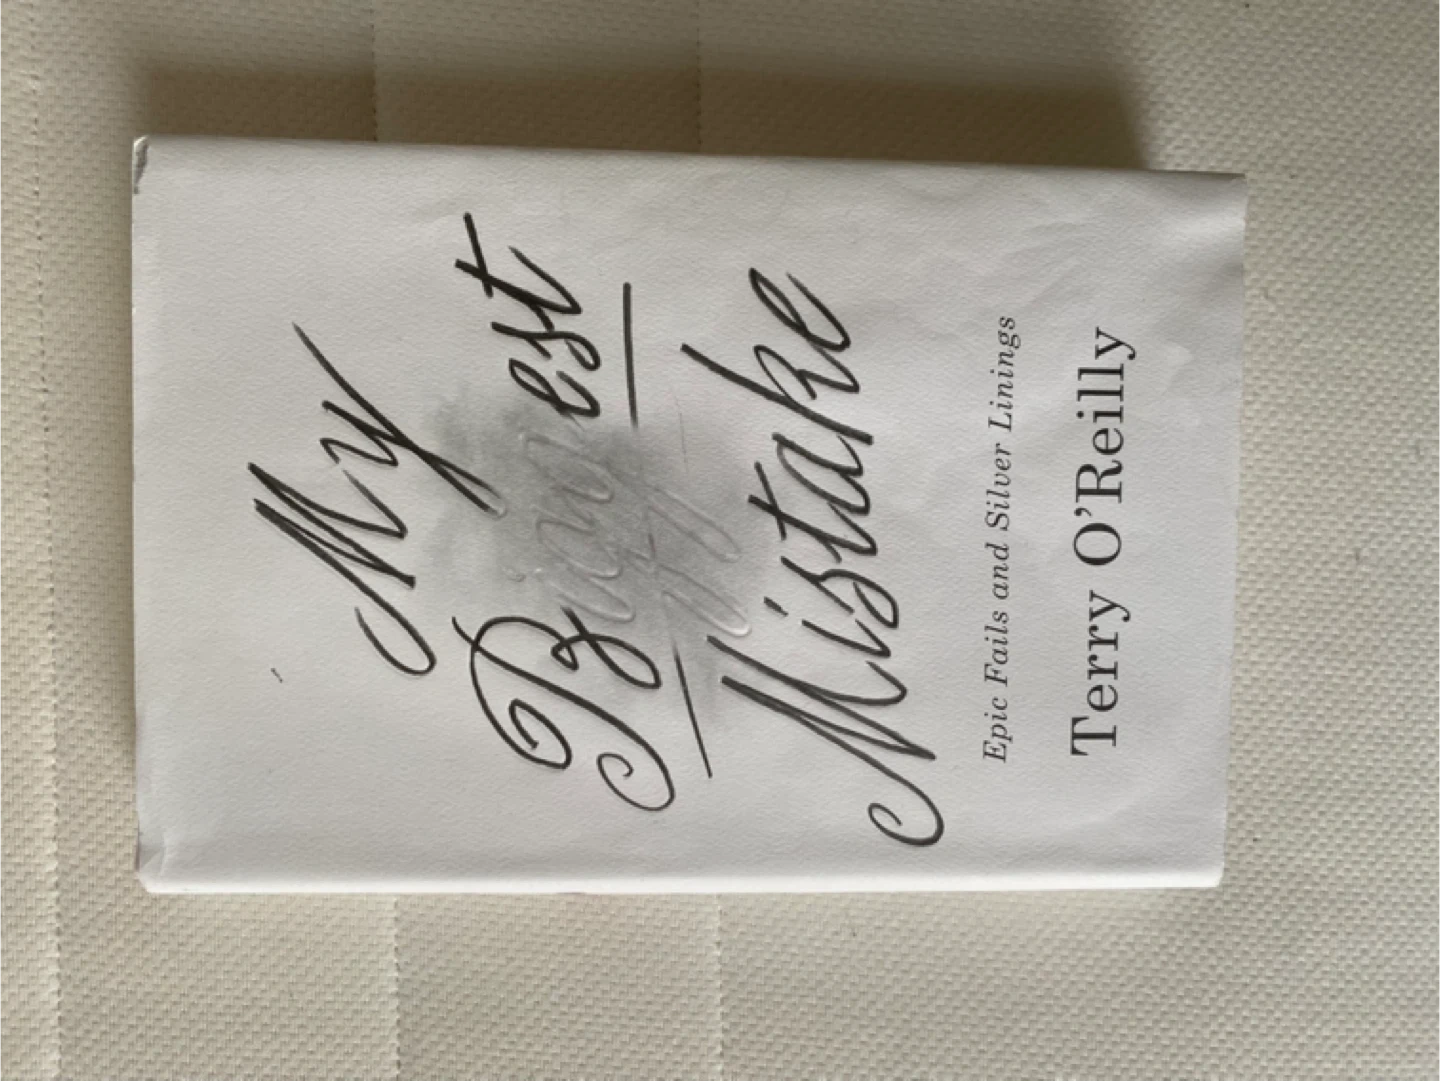 My
Biggest
Mistake
Epic Fails and Silver Linings
Terry O'Reilly